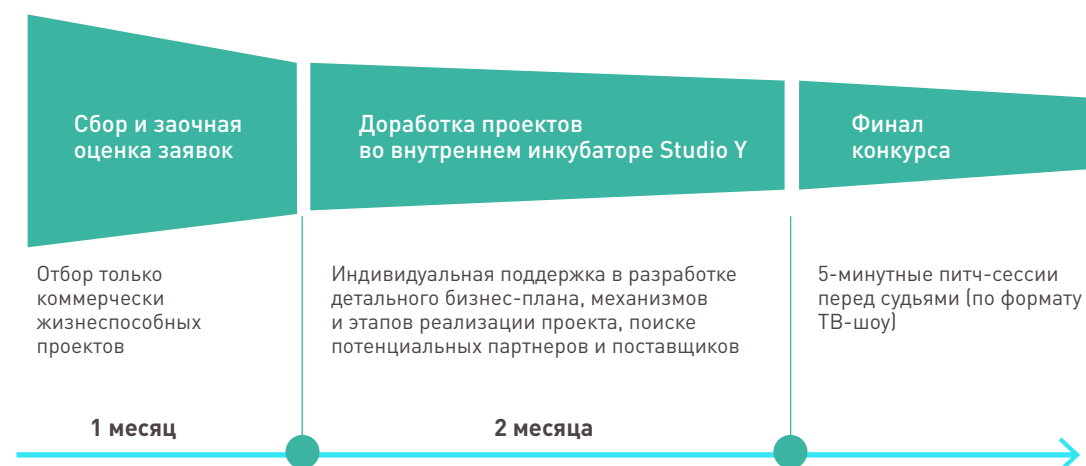 Сбор и заочная
оценка заявок
Доработка проектов
во внутреннем инкубаторе Studio Y
Финал
конкурса
Отбор только
коммерчески
жизнеспособных
проектов
Индивидуальная поддержка в разработке
детального бизнес-плана, механизмов
и этапов реализации проекта, поиске
потенциальных партнеров и поставщиков
5-минутные питч-сессии
перед судьями (по формату
ТВ-шоу)
1 месяц
2 месяца